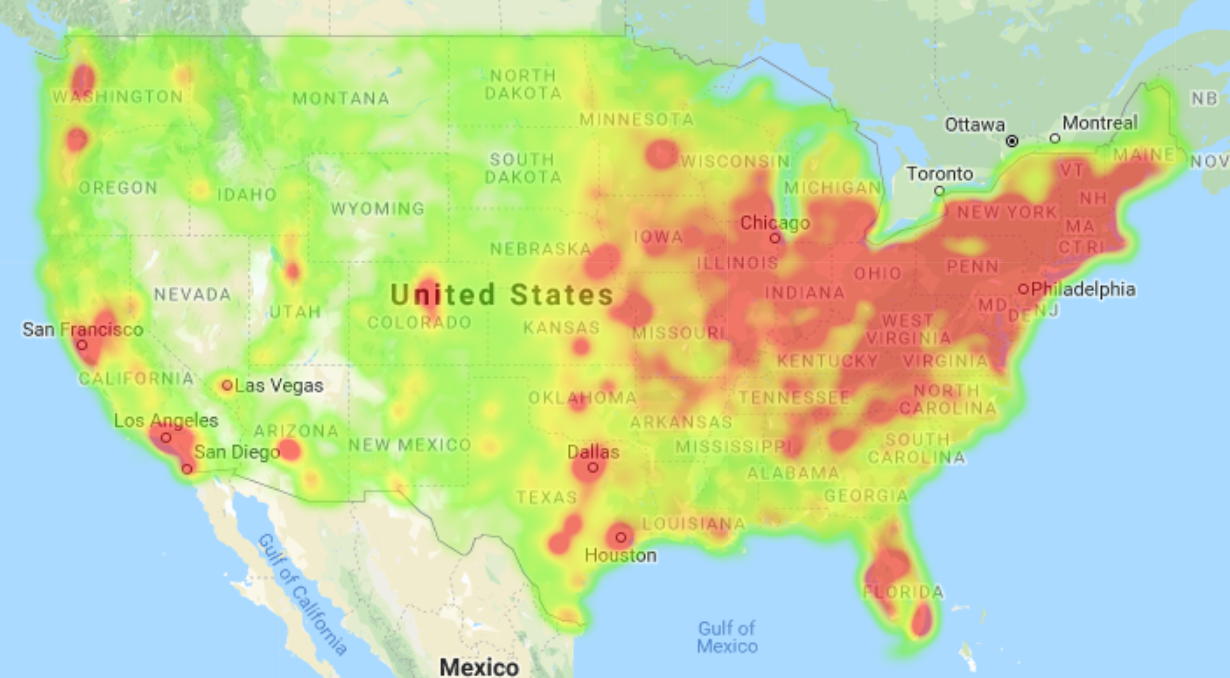 NORTH
DAKOTA
MONTANA
WASHINGTON
NB
MINNESOTA
Ottawa
Montreal
MAINE
NOV
SOUTH
DAKOTA
WISCONSIN
VT
Toronto
OREGON
IDAHO
WYOMING
MICHIGAN
NH
NEW YORK
Chicago
MA
IOWA
CT RI
NEBRASKA
ILLINOIS
OHIO
PENN
NEVADA
United States
INDIANA
Philadelphia
UTAH
COLORADO
MD
DE NJ
San Francisco
KANSAS
MISSOURI
WEST
VIRGINIA
KENTUCKY
VIRGINIA
CALIFORNIA
Las Vegas
OKLAHOMA
TENNESSEE
NORTH
CAROLINA
Los Angeles
ARIZONA
ARKANSAS
San Diego
NEW MEXICO
Dallas
MISSISSIPPI
SOUTH
CAROLINA
ALABAMA
TEXAS
GEORGIA
LOUISIANA
Houston
Gulf of California
FLORIDA
Gulf of
Mexico
Mexico